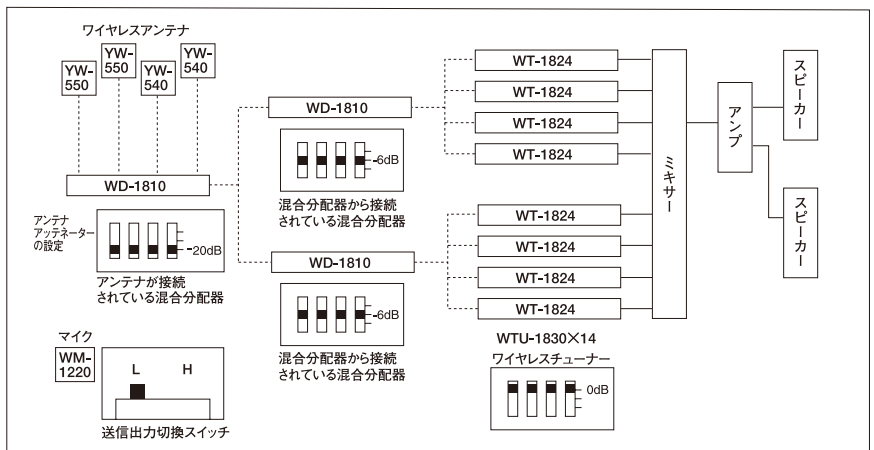 ワイヤレスアンテナ
YW-
550
YW-
550
YW-
540
YW-
540
WD-1810
アンテナ
アッテネーター
の設定
-20dB
アンテナが接続
されている混合分配器
マイク
WM-
1220
L
H
送信出力切換スイッチ
WD-1810
-6dB
混合分配器から接続
されている混合分配器
WD-1810
-6dB
混合分配器から接続
されている混合分配器
WT-1824
WT-1824
WT-1824
WT-1824
WT-1824
WT-1824
WT-1824
WT-1824
WTU-1830×14
ワイヤレスチューナー
0dB
ミキサー
アンプ
スピーカー
スピーカー